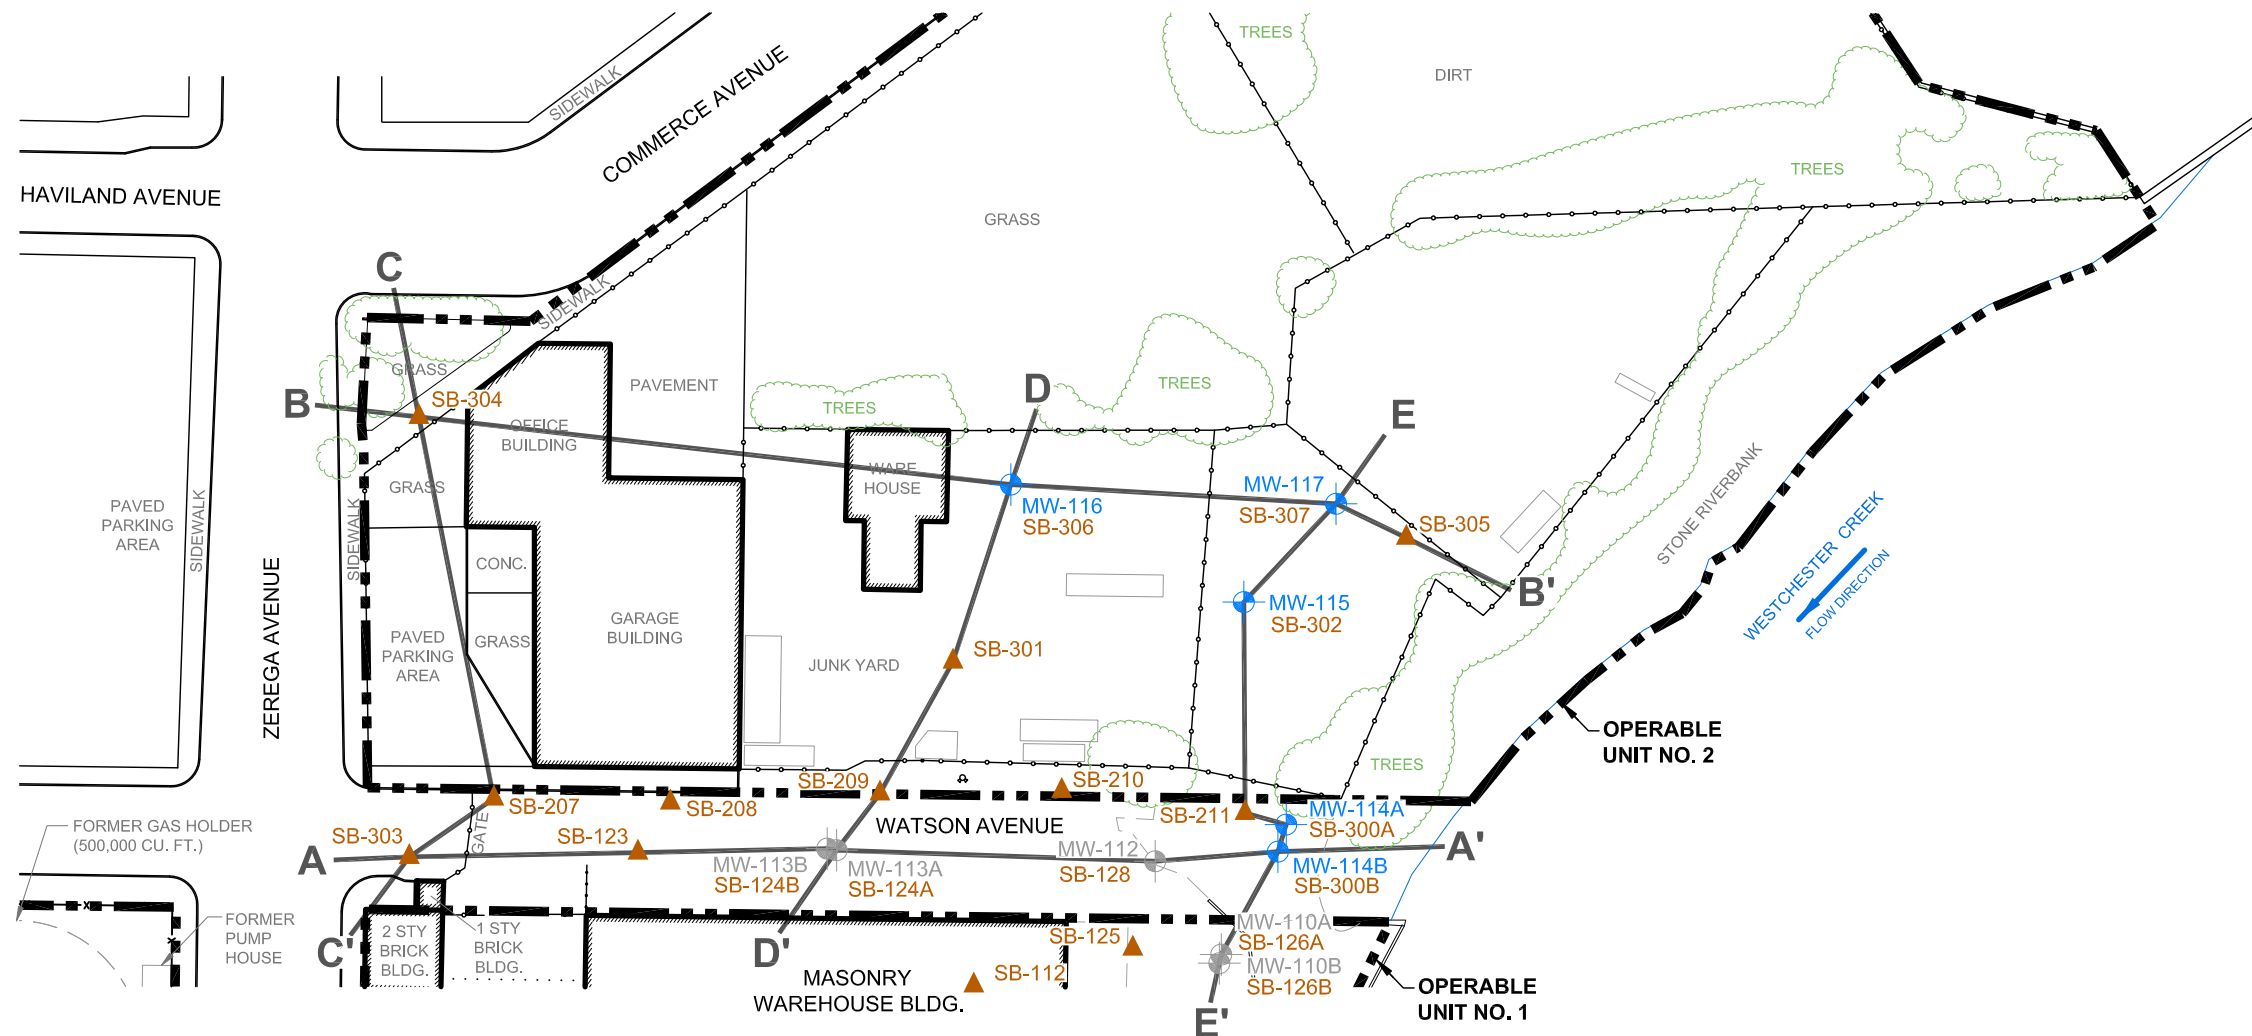 TREES
DIRT
SIDEWALK
COMMERCE AVENUE
TREES
HAVILAND AVENUE
GRASS
C
SIDEWALK
GRASS
PAVEMENT
TREES
TREES
D
B
SB-304
OFFICE
BUILDING
E
WARE
HOUSE
GRASS
MW-117
SB-307
MW-116
SB-306
SB-305
STONE RIVERBANK
WESTCHESTER CREEK
FLOW DIRECTION
PAVED
PARKING
AREA
SIDEWALK
SIDEWALK
CONC.
B'
MW-115
SB-302
ZEREGA AVENUE
PAVED
PARKING
AREA
GRASS
GARAGE
BUILDING
JUNK YARD
SB-301
OPERABLE
UNIT NO. 2
TREES
SB-207
SB-208
SB-209
SB-210
SB-211
MW-114A
SB-300A
WATSON AVENUE
FORMER GAS HOLDER
(500,000 CU. FT.)
SB-303
GATE
SB-123
A
A'
MW-113B
SB-124B
MW-113A
SB-124A
MW-112
SB-128
MW-114B
SB-300B
FORMER
PUMP
HOUSE
C'
2 STY
BRICK
BLDG.
1 STY
BRICK
BLDG.
D'
MASONRY
WAREHOUSE BLDG.
SB-112
SB-125
MW-110A
SB-126A
MW-110B
SB-126B
E'
OPERABLE
UNIT NO. 1